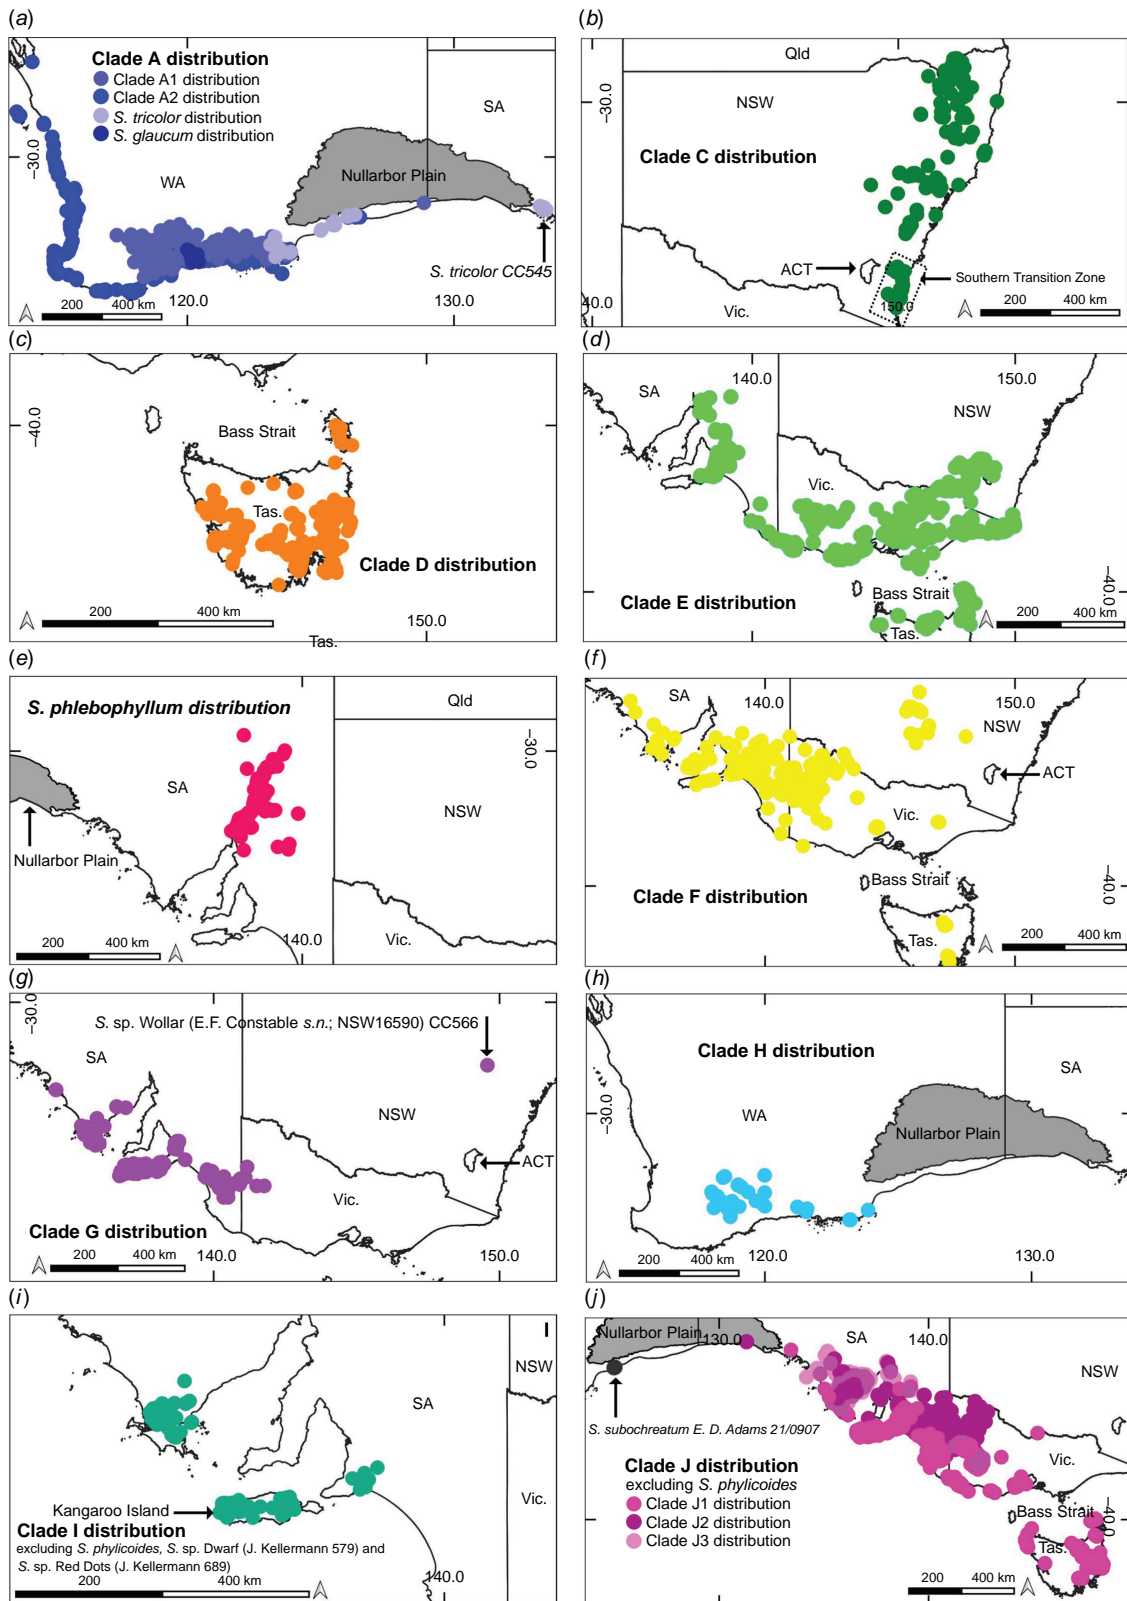 (a)
Clade A distribution
Clade A1 distribution
Clade A2 distribution
S. tricolor distribution
S. glaucum distribution
SA
−30.0
WA
Nullarbor Plain
S. tricolor CC545
120.0
130.0
200 400 km
(b)
Qld
−30.0
NSW
Clade C distribution
ACT
Southern Transition Zone
Vic.
40.0
150.0
200 400 km
(c)
−40.0
Bass Strait
Tas.
Clade D distribution
200 400 km
150.0
Tas.
(d)
140.0
150.0
SA
NSW
Vic.
−40.0
Bass Strait
Clade E distribution
Tas.
200 400 km
(e)
S. phlebophyllum distribution
Qld
−30.0
SA
NSW
Nullarbor Plain
200 400 km
140.0
Vic.
(f)
SA
140.0
150.0
NSW
ACT
Vic.
Bass Strait
−40.0
Clade F distribution
Tas.
200 400 km
(g)
−30.0
S. sp. Wollar (E.F. Constable s.n.; NSW16590) CC566
SA
NSW
ACT
Vic.
Clade G distribution
200 400 km
140.0
150.0
(h)
Clade H distribution
SA
−30.0
WA
Nullarbor Plain
200 400 km
120.0
130.0
(i)
NSW
SA
Kangaroo Island
Vic.
Clade I distribution
excluding S. phylicoides, S. sp. Dwarf (J. Kellermann 579) and
S. sp. Red Dots (J. Kellermann 689)
200 400 km
140.0
(j)
Nullarbor Plain
130.0
SA
140.0
NSW
S. subochreatum E. D. Adams 21/0907
Vic.
Clade J distribution
excluding S. phylicoides
Clade J1 distribution
Clade J2 distribution
Clade J3 distribution
Bass Strait
−40.0
Tas.
200 400 km